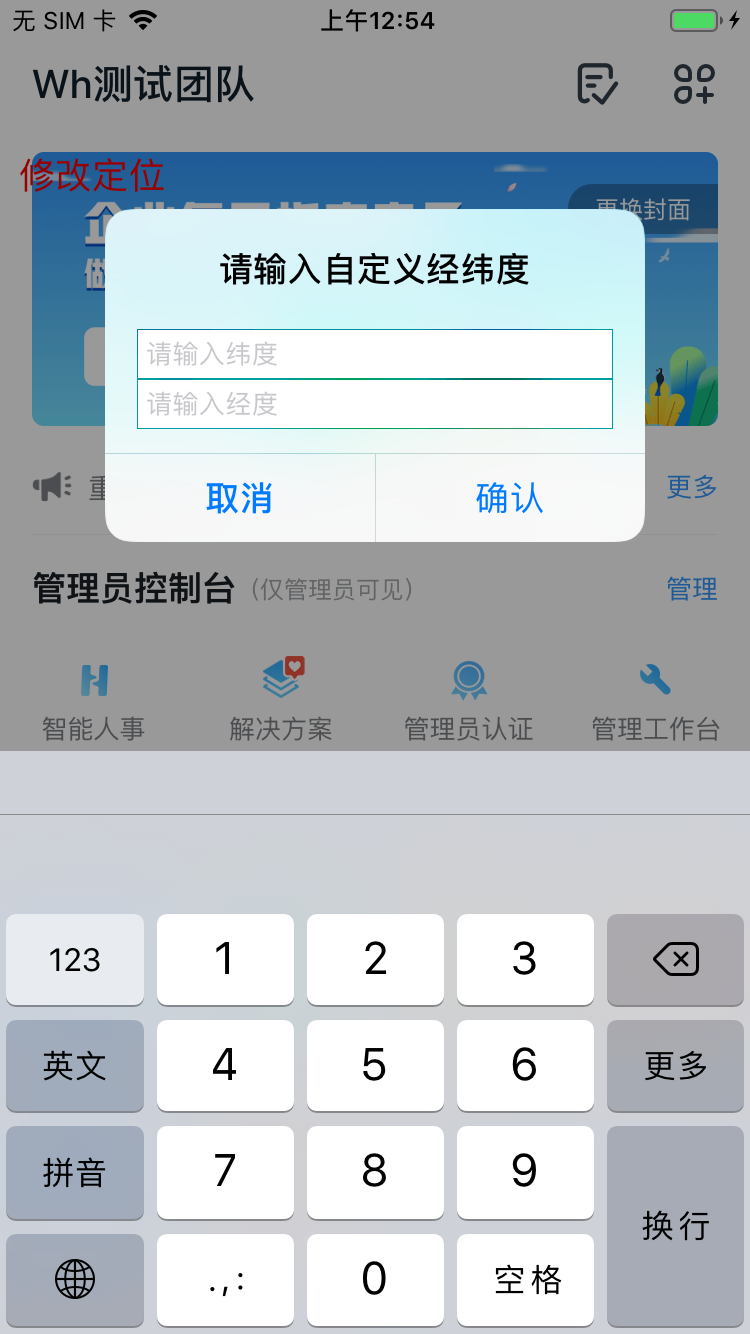 无 SIM 卡 上午12:54
Wh测试团队
修改定位
更换封面
请输入自定义经纬度
请输入纬度
请输入经度
取消 确认
更多
管理员控制台 (仅管理员可见) 管理
智能人事 解决方案 管理员认证 管理工作台
123 1 2 3
英文 4 5 6 更多
拼音 7 8 9 换行
.,: 0 空格